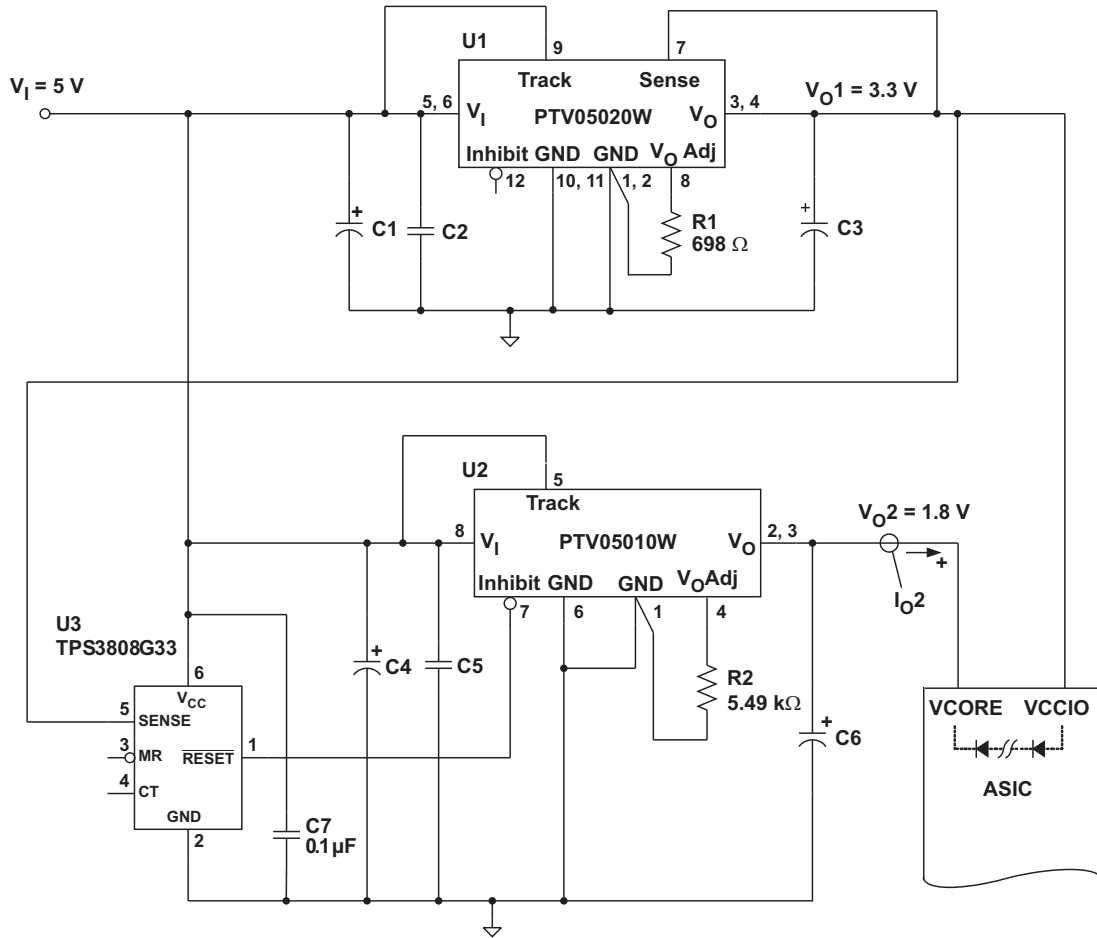 U1
9
7
Track
Sense
V_I = 5 V
5, 6
V_I
PTV05020W
V_O
3, 4
V_O1 = 3.3 V
Inhibit
GND
GND
V_O Adj
12
10, 11
1, 2
8
+
C1
C2
R1
698 Ω
+
C3
U2
5
Track
8
V_I
PTV05010W
V_O
2, 3
V_O2 = 1.8 V
+
I_O2
Inhibit
GND
GND
V_OAdj
7
6
1
4
U3
TPS3808G33
+
C4
C5
R2
5.49 kΩ
+
C6
6
V_CC
5
SENSE
3
MR
RESET
1
4
CT
GND
2
C7
0.1µF
VCORE
VCCIO
ASIC